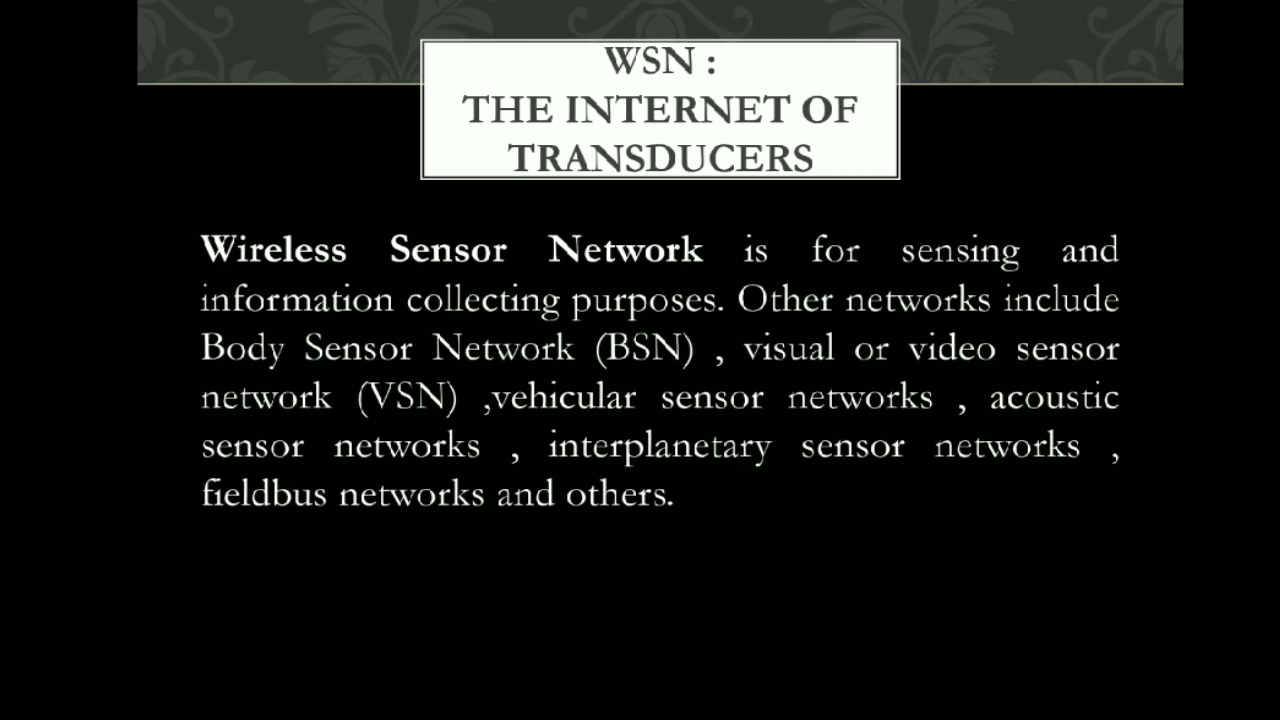 WSN :
THE INTERNET OF
TRANSDUCERS
Wireless Sensor Network is for sensing and
information collecting purposes. Other networks include
Body Sensor Network (BSN) , visual or video sensor
network (VSN) ,vehicular sensor networks , acoustic
sensor networks , interplanetary sensor networks ,
fieldbus networks and others.